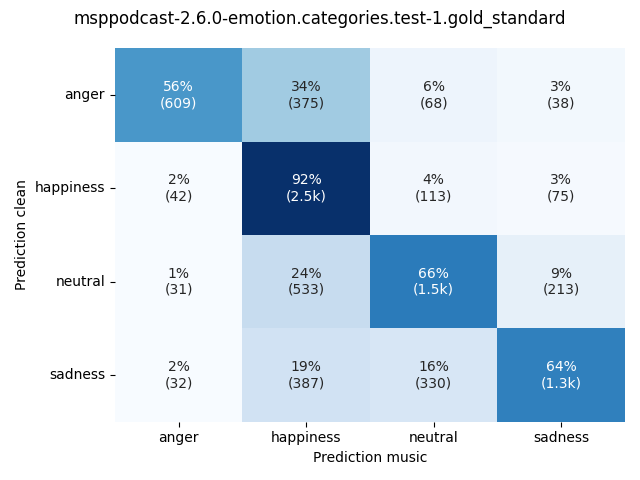 msppodcast-2.6.0-emotion.categories.test-1.gold_standard
Prediction clean
anger
56%
(609)
34%
(375)
6%
(68)
3%
(38)
happiness
2%
(42)
92%
(2.5k)
4%
(113)
3%
(75)
neutral
1%
(31)
24%
(533)
66%
(1.5k)
9%
(213)
sadness
2%
(32)
19%
(387)
16%
(330)
64%
(1.3k)
anger
happiness
neutral
sadness
Prediction music